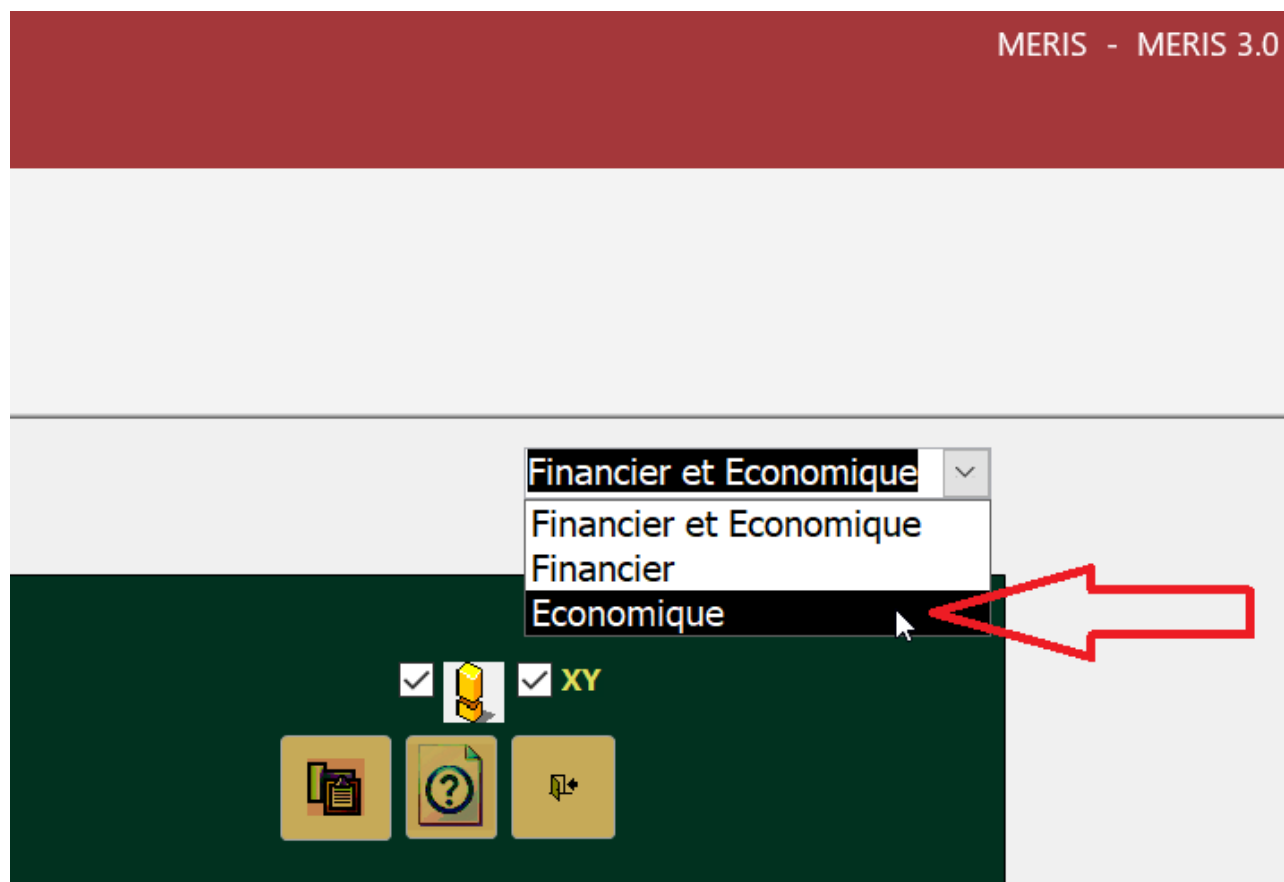 MERIS - MERIS 3.0
Financier et Economique
Financier et Economique
Financier
Economique
XY
?